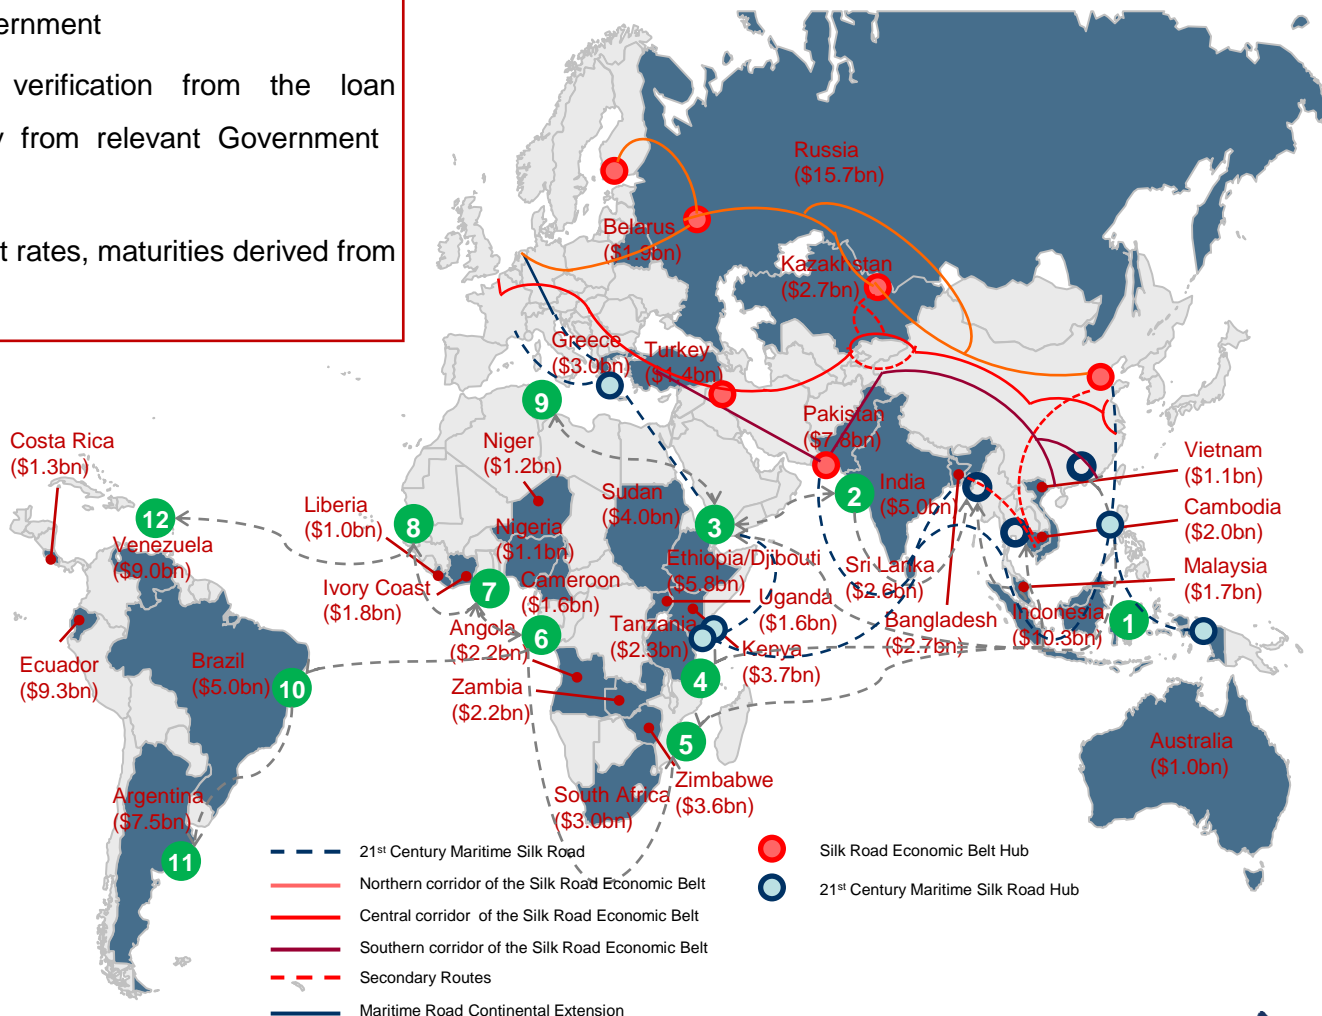 ernment
verification from the loan
from relevant Government
t rates, maturities derived from
Russia
($15.7bn)
Belarus
($1.9bn)
Kazakhstan
($2.7bn)
Greece
($3.0bn)
Turkey
($1.4bn)
9
Pakistan
($7.8bn)
Costa Rica
($1.3bn)
Niger
($1.2bn)
Vietnam
($1.1bn)
India
($5.0bn)
2
Sudan
($4.0bn)
Liberia
($1.0bn)
8
12
3
Cambodia
($2.0bn)
Nigeria
($1.1bn)
Venezuela
($9.0bn)
Ethiopia/Djibouti
($5.8bn)
Sri Lanka
($2.6bn)
Malaysia
($1.7bn)
Ivory Coast
($1.8bn)
7
Cameroon
($1.6bn)
Uganda
($1.6bn)
Bangladesh
($2.7bn)
Indonesia
($10.3bn)
1
Angola
($2.2bn)
6
Tanzania
($2.3bn)
Kenya
($3.7bn)
Ecuador
($9.3bn)
Brazil
($5.0bn)
10
Zambia
($2.2bn)
4
5
Australia
($1.0bn)
Argentina
($7.5bn)
South Africa
($3.0bn)
Zimbabwe
($3.6bn)
11
21st Century Maritime Silk Road
Northern corridor of the Silk Road Economic Belt
Central corridor of the Silk Road Economic Belt
Southern corridor of the Silk Road Economic Belt
Secondary Routes
Maritime Road Continental Extension
Silk Road Economic Belt Hub
21st Century Maritime Silk Road Hub